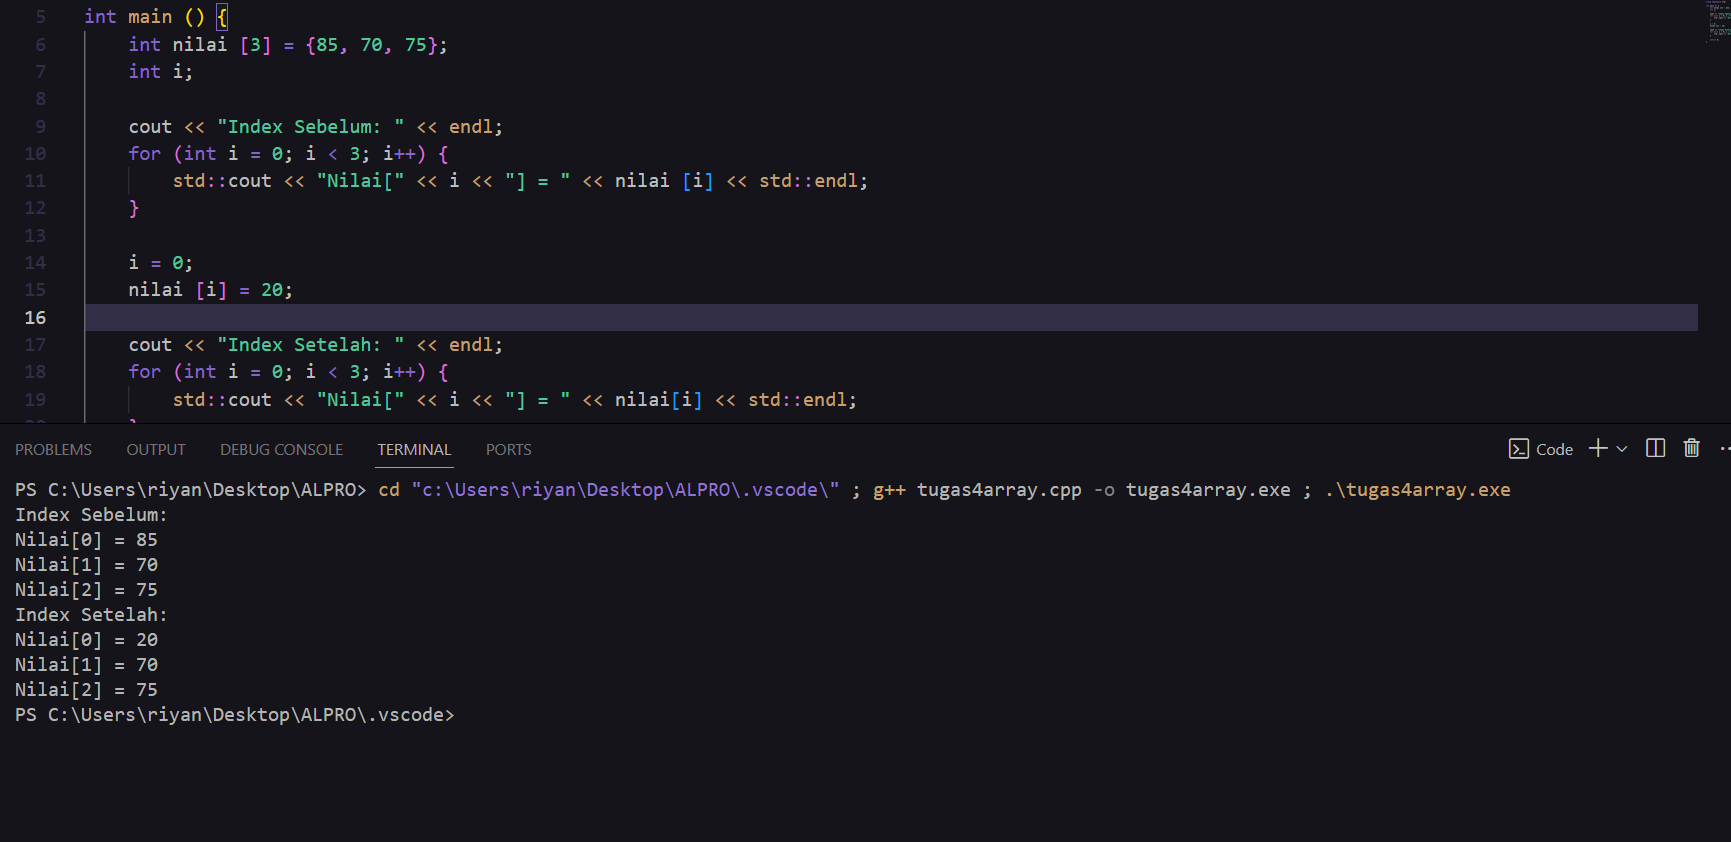 5 int main () {
6 int nilai [3] = {85, 70, 75};
7 int i;
8
9 cout << "Index Sebelum: " << endl;
10 for (int i = 0; i < 3; i++) {
11 std::cout << "Nilai[" << i << "] = " << nilai [i] << std::endl;
12 }
13
14 i = 0;
15 nilai [i] = 20;
16
17 cout << "Index Setelah: " << endl;
18 for (int i = 0; i < 3; i++) {
19 std::cout << "Nilai[" << i << "] = " << nilai[i] << std::endl;
PROBLEMS OUTPUT DEBUG CONSOLE TERMINAL PORTS Code
PS C:\Users\riyan\Desktop\ALPRO> cd "c:\Users\riyan\Desktop\ALPRO\.vscode\" ; g++ tugas4array.cpp -o tugas4array.exe ; .\tugas4array.exe
Index Sebelum:
Nilai[0] = 85
Nilai[1] = 70
Nilai[2] = 75
Index Setelah:
Nilai[0] = 20
Nilai[1] = 70
Nilai[2] = 75
PS C:\Users\riyan\Desktop\ALPRO\.vscode>